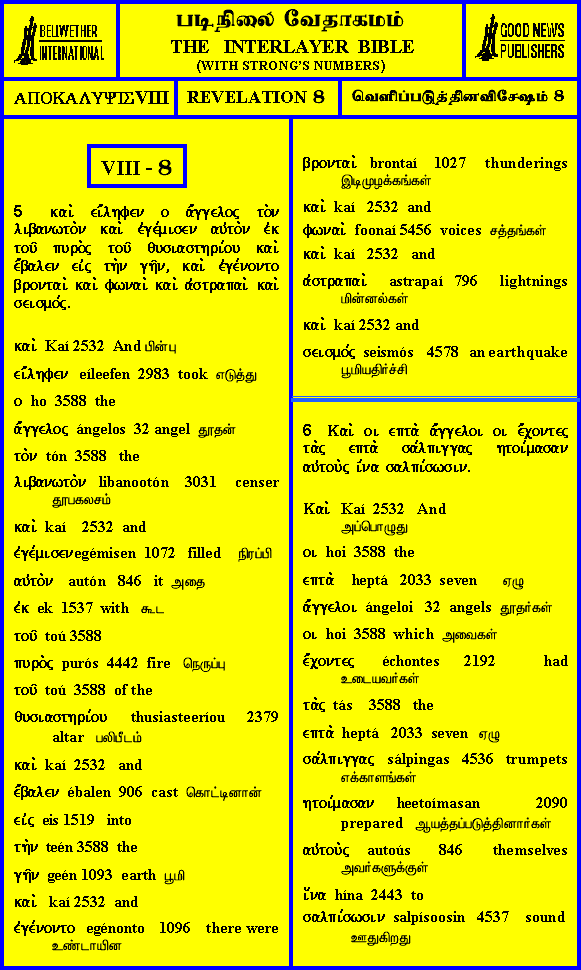 BELLWETHER
INTERNATIONAL
படிநிலை வேதாகமம்
THE INTERLAYER BIBLE
(WITH STRONG'S NUMBERS)
GOOD NEWS
PUBLISHERS
ΑΠΟΚΑΛΥΨΙΣ VIII
REVELATION 8
வெளிப்படுத்தினவிசேஷம் 8
VIII - 8
5 καὶ εἴληφεν ο ἄγγελος τὸν
λιβανωτὸν καὶ ἐγέμισεν αὐτὸν ἐκ
τοῦ πυρὸς τοῦ θυσιαστηρίου καὶ
ἔβαλεν εἰς τὴν γῆν, καὶ ἐγένοντο
βρονταὶ καὶ φωναὶ καὶ ἀστραπαὶ καὶ
σεισμός.
καὶ Kaí 2532 And பின்பு
εἴληφεν eíleefen 2983 took எடுத்து
ο ho 3588 the
ἄγγελος ángelos 32 angel தூதன்
τὸν tón 3588 the
λιβανωτὸν libanootón 3031 censer
தூபகலசம்
καὶ kaí 2532 and
ἐγέμισεν egémisen 1072 filled நிரப்பி
αὐτὸν autón 846 it அதை
ἐκ ek 1537 with கூட
τοῦ toú 3588
πυρὸς purós 4442 fire நெருப்பு
τοῦ toú 3588 of the
θυσιαστηρίου thusiasteeríou 2379
altar பலிபீடம்
καὶ kaí 2532 and
ἔβαλεν ébalen 906 cast கொட்டினான்
εἰς eis 1519 into
τὴν teén 3588 the
γῆν geén 1093 earth பூமி
καὶ kaí 2532 and
ἐγένοντο egénonto 1096 there were
உண்டாயின
βρονταὶ brontaí 1027 thunderings
இடிமுழக்கங்கள்
καὶ kaí 2532 and
φωναὶ foonaí 5456 voices சத்தங்கள்
καὶ kaí 2532 and
ἀστραπαὶ astrapaí 796 lightnings
மின்னல்கள்
καὶ kaí 2532 and
σεισμός seismós 4578 an earthquake
பூமியதிர்ச்சி
6 Καὶ οι επτὰ ἄγγελοι οι ἔχοντες
τὰς επτὰ σάλπιγγας ητοίμασαν
αὐτοὺς ίνα σαλπίσωσιν.
Καὶ Kaí 2532 And
அப்பொழுது
οι hoi 3588 the
επτὰ heptá 2033 seven ஏழு
ἄγγελοι ángeloi 32 angels தூதர்கள்
οι hoi 3588 which அவைகள்
ἔχοντες échontes 2192 had
உடையவர்கள்
τὰς tás 3588 the
επτὰ heptá 2033 seven ஏழு
σάλπιγγας sálpingas 4536 trumpets
எக்காளங்கள்
ητοίμασαν heetoímasan 2090
prepared ஆயத்தப்படுத்தினார்கள்
αὐτοὺς autoús 846 themselves
அவர்களுக்குள்
ἵνα hína 2443 to
σαλπίσωσιν salpísoosin 4537 sound
ஊதுகிறது